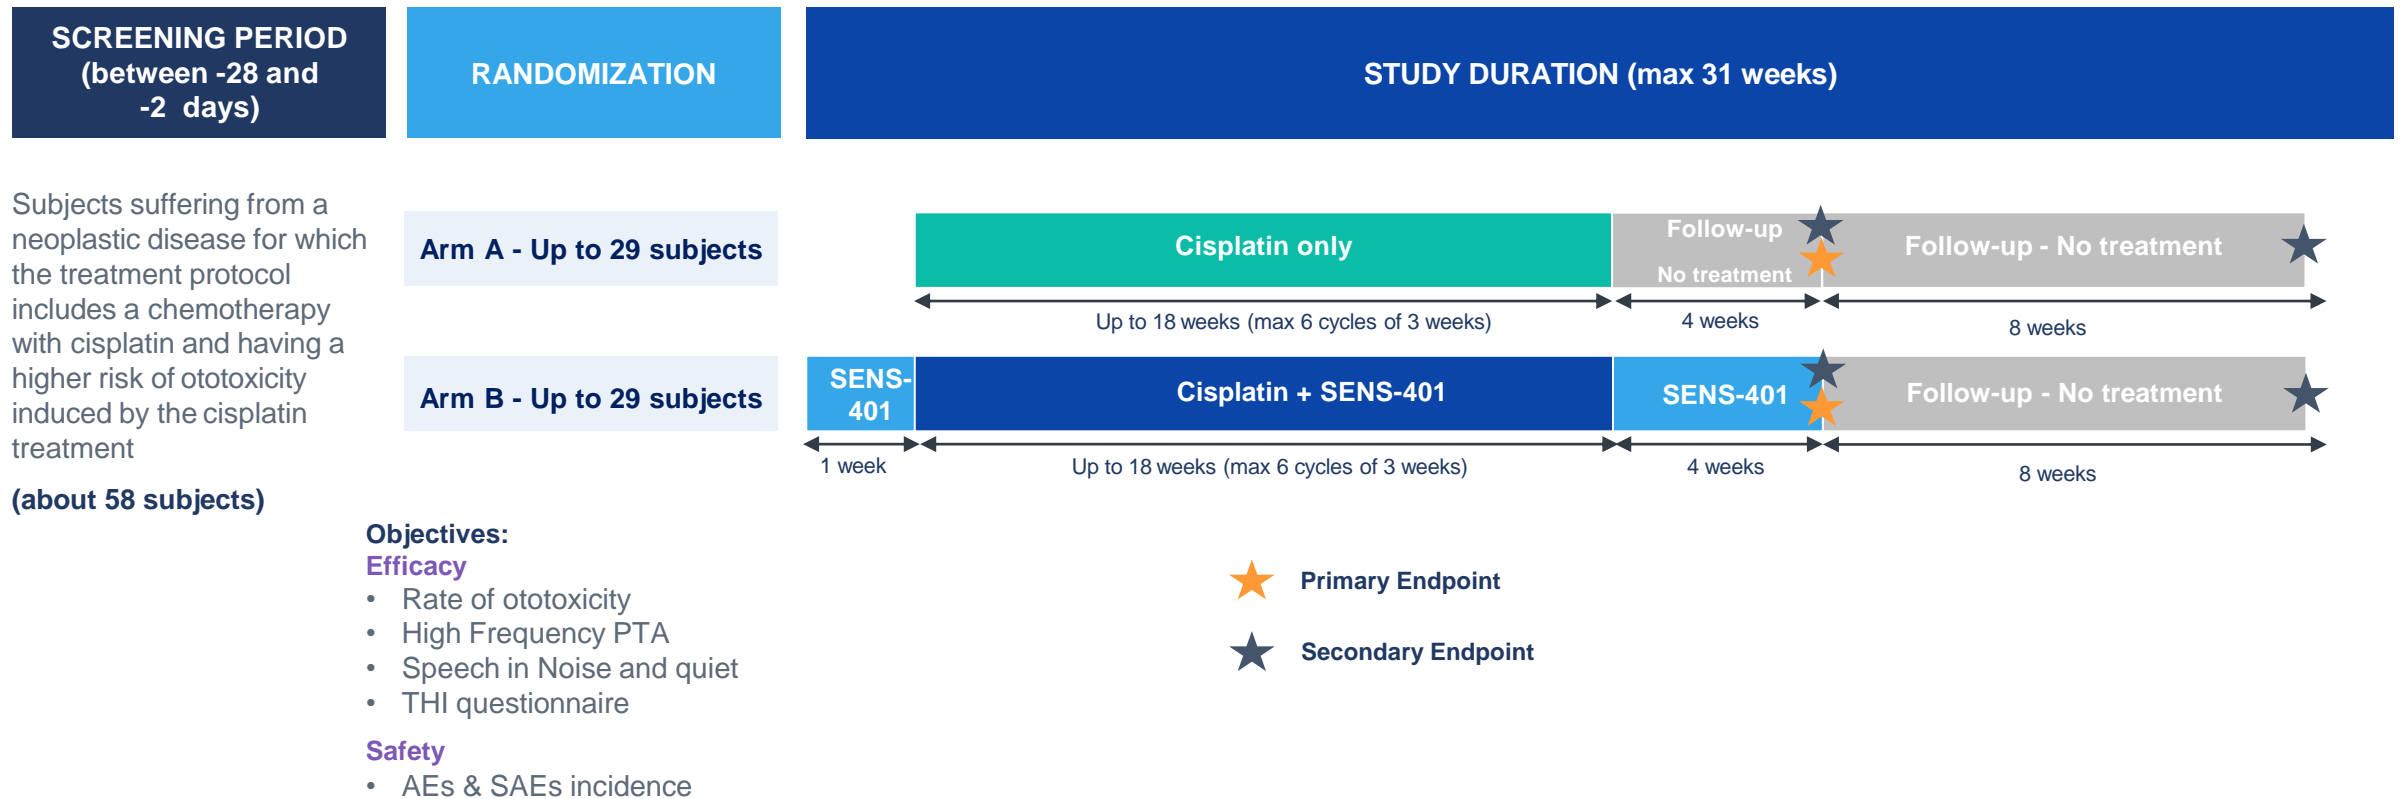 SCREENING PERIOD
(between -28 and
-2 days)
RANDOMIZATION
STUDY DURATION (max 31 weeks)
Subjects suffering from a
neoplastic disease for which
the treatment protocol
includes a chemotherapy
with cisplatin and having a
higher risk of ototoxicity
induced by the cisplatin
treatment
(about 58 subjects)
Arm A - Up to 29 subjects
Cisplatin only
Follow-up
No treatment
Follow-up - No treatment
Up to 18 weeks (max 6 cycles of 3 weeks)
4 weeks
8 weeks
Arm B - Up to 29 subjects
SENS-
401
Cisplatin + SENS-401
SENS-401
Follow-up - No treatment
1 week
Up to 18 weeks (max 6 cycles of 3 weeks)
4 weeks
8 weeks
Objectives:
Efficacy
• Rate of ototoxicity
• High Frequency PTA
• Speech in Noise and quiet
• THI questionnaire
Safety
• AEs & SAEs incidence
Primary Endpoint
Secondary Endpoint